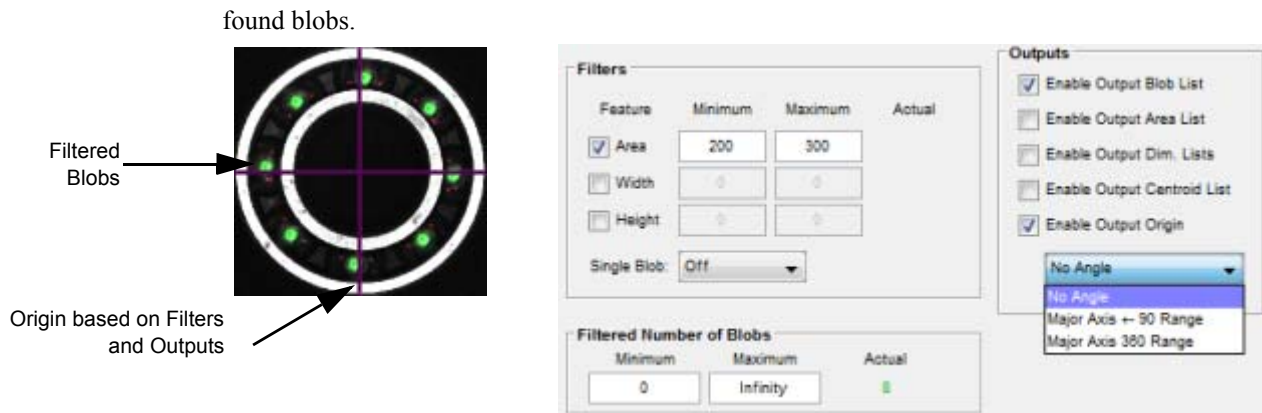 found blobs.
Filtered
Blobs
Origin based on Filters
and Outputs
Filters
Feature Minimum Maximum Actual
Area 200 300
Width 0 0
Height 0 0
Single Blob: Off
Filtered Number of Blobs
Minimum Maximum Actual
0 Infinity 8
Outputs
Enable Output Blob List
Enable Output Area List
Enable Output Dim. Lists
Enable Output Centroid List
Enable Output Origin
No Angle
No Angle
Major Axis +- 90 Range
Major Axis 360 Range